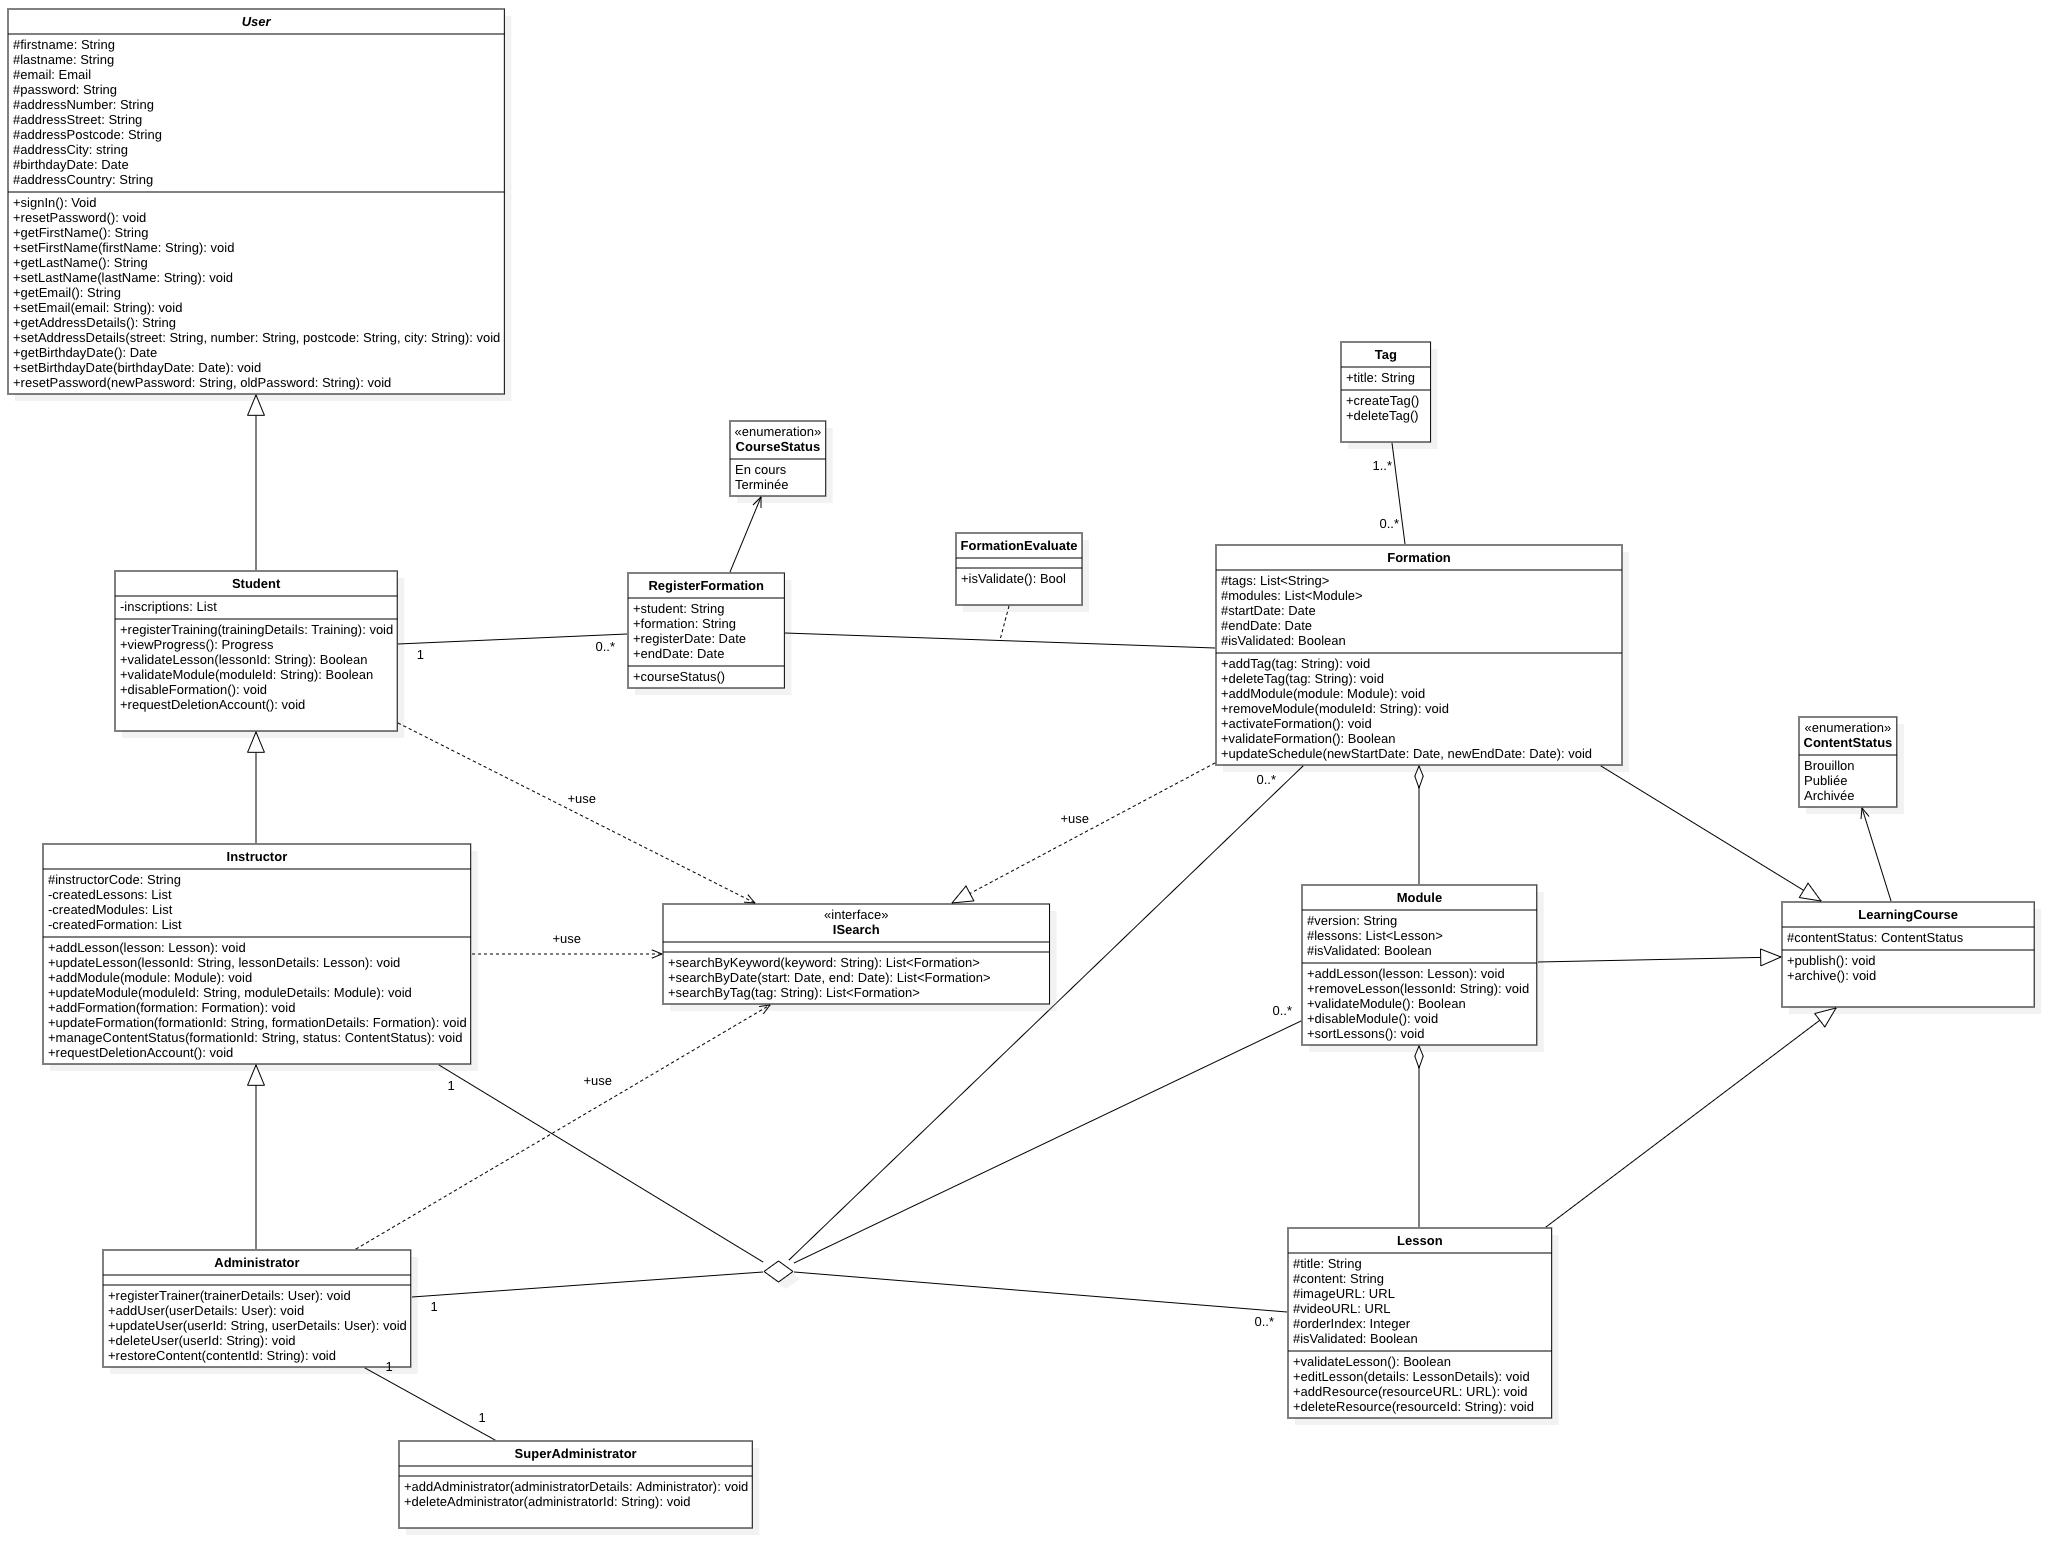 User
#firstname: String
#lastname: String
#email: Email
#password: String
#addressNumber: String
#addressStreet: String
#addressPostcode: String
#addressCity: string
#birthdayDate: Date
#addressCountry: String
+signIn(): Void
+resetPassword(): void
+getFirstName(): String
+setFirstName(firstName: String): void
+getLastName(): String
+setLastName(lastName: String): void
+getEmail(): String
+setEmail(email: String): void
+getAddressDetails(): String
+setAddressDetails(street: String, number: String, postcode: String, city: String): void
+getBirthdayDate(): Date
+setBirthdayDate(birthdayDate: Date): void
+resetPassword(newPassword: String, oldPassword: String): void
Tag
+title: String
+createTag()
+deleteTag()
1..*
0..*
«enumeration»
CourseStatus
En cours
Terminée
FormationEvaluate
+isValidate(): Bool
Student
-inscriptions: List
+registerTraining(trainingDetails: Training): void
+viewProgress(): Progress
+validateLesson(lessonId: String): Boolean
+validateModule(moduleId: String): Boolean
+disableFormation(): void
+requestDeletionAccount(): void
1
0..*
RegisterFormation
+student: String
+formation: String
+registerDate: Date
+endDate: Date
+courseStatus()
Formation
#tags: List<String>
#modules: List<Module>
#startDate: Date
#endDate: Date
#isValidated: Boolean
+addTag(tag: String): void
+deleteTag(tag: String): void
+addModule(module: Module): void
+removeModule(moduleId: String): void
+activateFormation(): void
+validateFormation(): Boolean
+updateSchedule(newStartDate: Date, newEndDate: Date): void
0..*
«enumeration»
ContentStatus
Brouillon
Publiée
Archivée
+use
+use
+use
+use
Instructor
#instructorCode: String
-createdLessons: List
-createdModules: List
-createdFormation: List
+addLesson(lesson: Lesson): void
+updateLesson(lessonId: String, lessonDetails: Lesson): void
+addModule(module: Module): void
+updateModule(moduleId: String, moduleDetails: Module): void
+addFormation(formation: Formation): void
+updateFormation(formationId: String, formationDetails: Formation): void
+manageContentStatus(formationId: String, status: ContentStatus): void
+requestDeletionAccount(): void
1
«interface»
ISearch
+searchByKeyword(keyword: String): List<Formation>
+searchByDate(start: Date, end: Date): List<Formation>
+searchByTag(tag: String): List<Formation>
Module
#version: String
#lessons: List<Lesson>
#isValidated: Boolean
+addLesson(lesson: Lesson): void
+removeLesson(lessonId: String): void
+validateModule(): Boolean
+disableModule(): void
+sortLessons(): void
0..*
LearningCourse
#contentStatus: ContentStatus
+publish(): void
+archive(): void
Administrator
+registerTrainer(trainerDetails: User): void
+addUser(userDetails: User): void
+updateUser(userId: String, userDetails: User): void
+deleteUser(userId: String): void
+restoreContent(contentId: String): void
1
1
1
Lesson
#title: String
#content: String
#imageURL: URL
#videoURL: URL
#orderIndex: Integer
#isValidated: Boolean
+validateLesson(): Boolean
+editLesson(details: LessonDetails): void
+addResource(resourceURL: URL): void
+deleteResource(resourceId: String): void
0..*
SuperAdministrator
+addAdministrator(administratorDetails: Administrator): void
+deleteAdministrator(administratorId: String): void